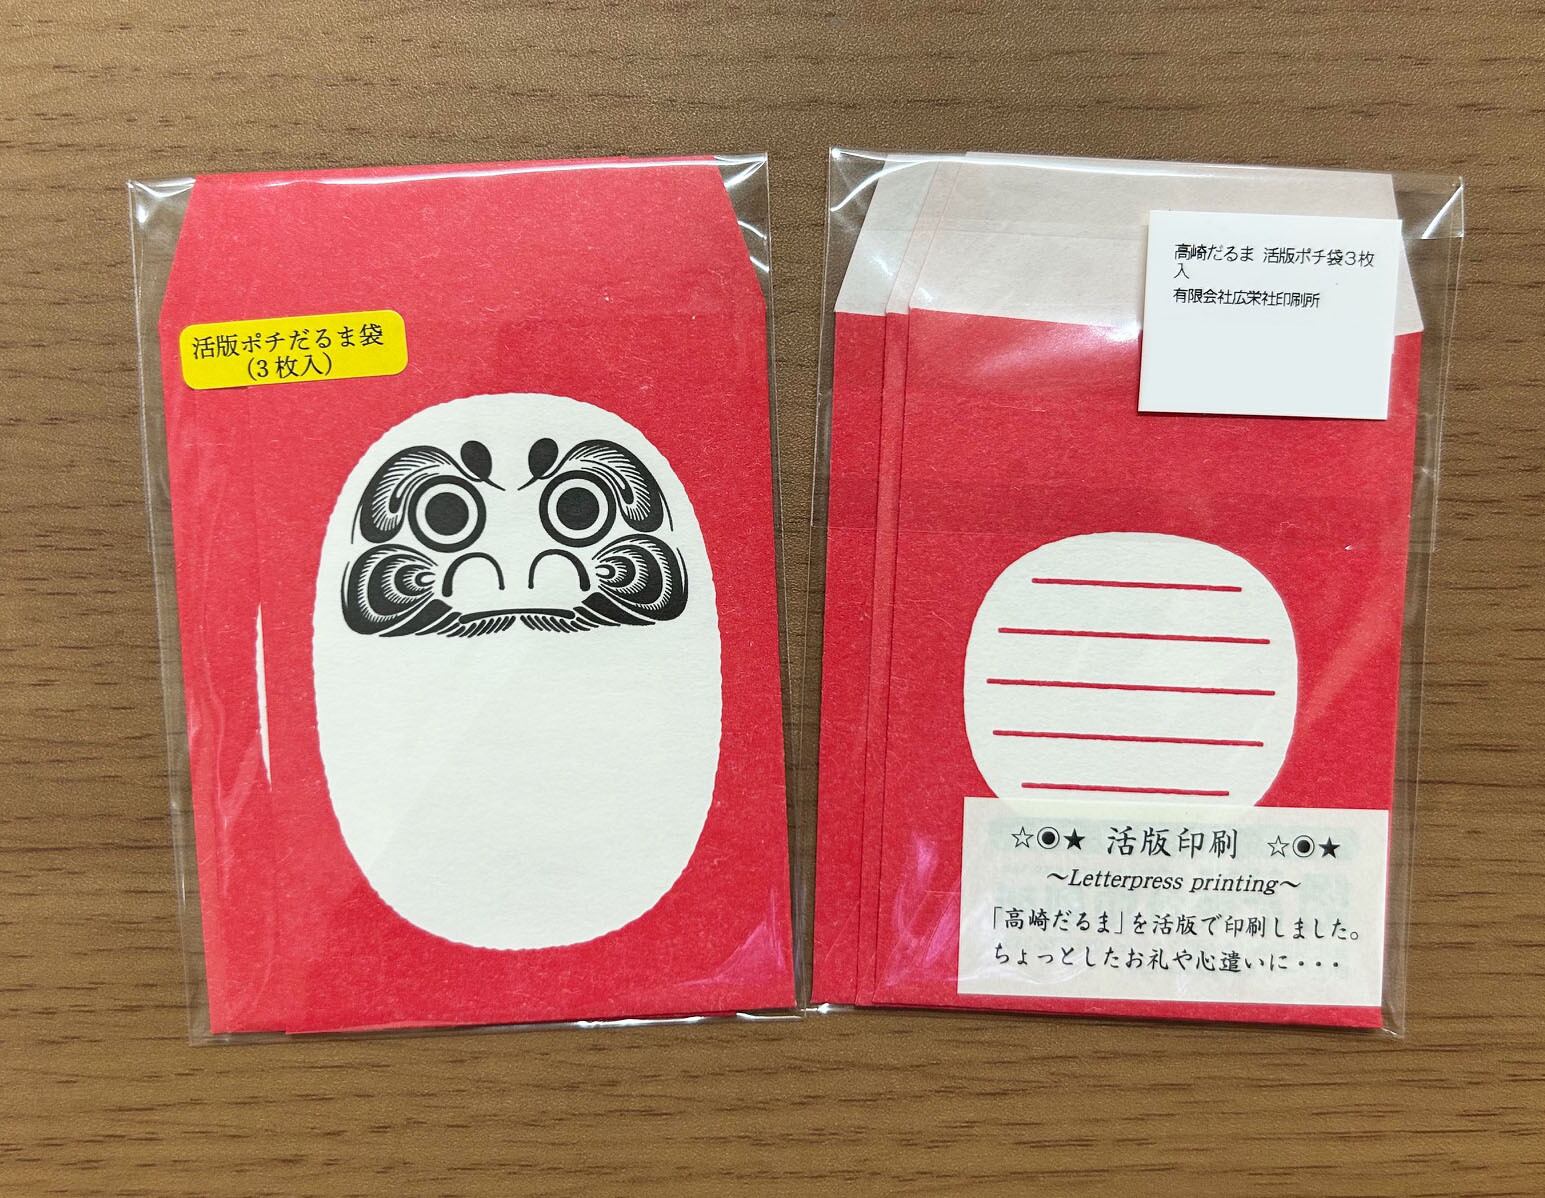 活版ポチだるま袋
(3枚入)
高崎だるま 活版ポチ袋3枚
入
有限会社広栄社印刷所
☆◉★ 活版印刷 ☆◉★
～Letterpress printing～
「高崎だるま」を活版で印刷しました。
ちょっとしたお礼や心遣いに・・・